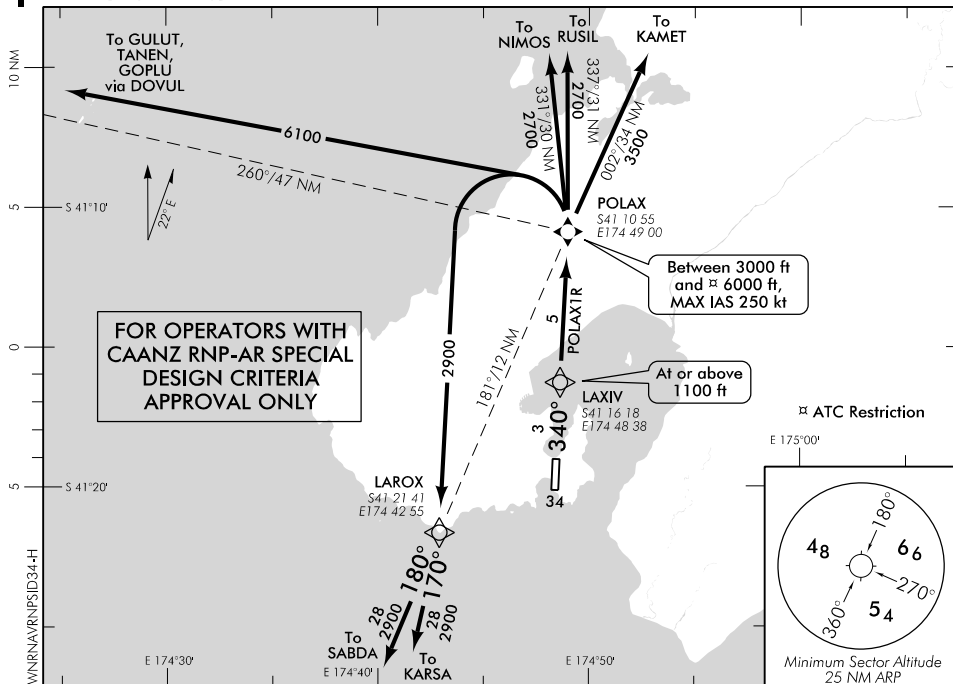 To GULUT,
TANEN,
GOPLU
via DOVUL
To
NIMOS
To
RUSIL
To
KAMET
10 NM
6100
260°/47 NM
331°/30 NM
2700
337°/31 NM
2700
002°/34 NM
3500
5
S 41°10'
22° E
POLAX
S41 10 55
E174 49 00
Between 3000 ft
and ¤ 6000 ft,
MAX IAS 250 kt
FOR OPERATORS WITH
CAANZ RNP-AR SPECIAL
DESIGN CRITERIA
APPROVAL ONLY
2900
181°/12 NM
5
POLAX1R
0
At or above
1100 ft
LAXIV
S41 16 18
E174 48 38
3
340°
34
¤ ATC Restriction
E 175°00'
5
S 41°20'
LAROX
S41 21 41
E174 42 55
180°
170°
28
2900
28
2900
To
SABDA
To
KARSA
E 174°30'
E 174°40'
E 174°50'
180°
48
66
270°
54
360°
Minimum Sector Altitude
25 NM ARP
WNRNAVRNPSID34-H